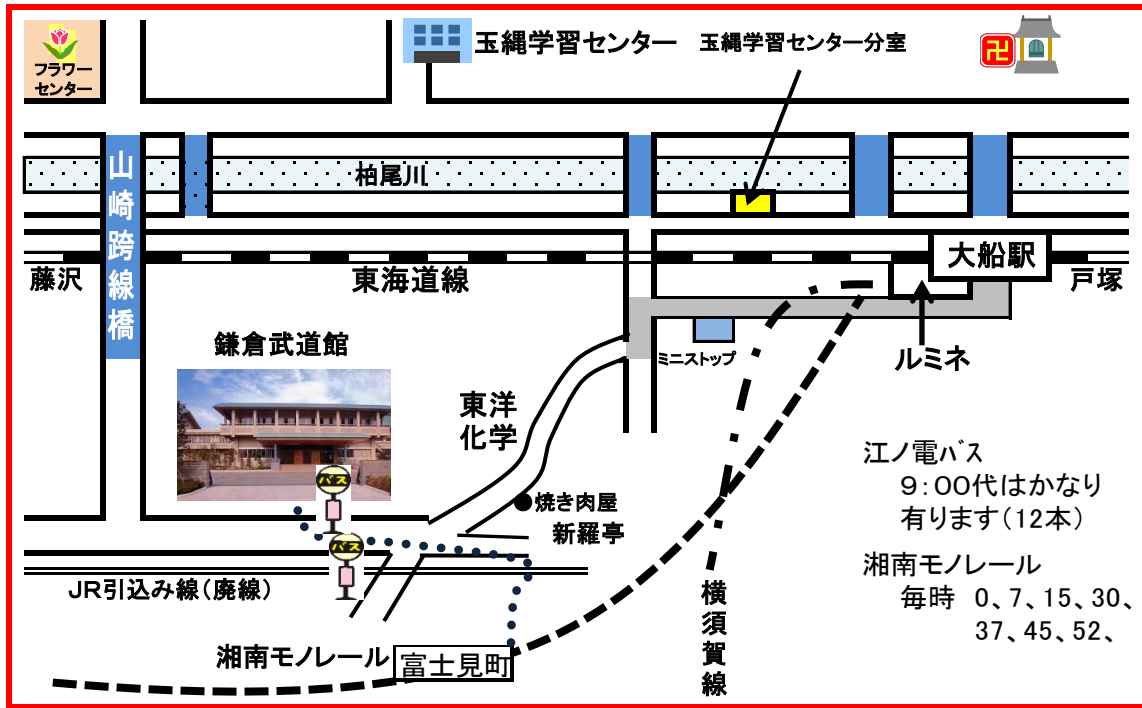 フラワー
センター
玉縄学習センター
玉縄学習センター分室
卍
山崎跨線橋
柏尾川
大船駅
藤沢
東海道線
戸塚
鎌倉武道館
ミニストップ
ルミネ
東洋
化学
江ノ電バス
9:00代はかなり
有ります(12本)
バス
焼き肉屋
新羅亭
バス
湘南モノレール
毎時 0、7、15、30、
37、45、52、
JR引込み線(廃線)
横須賀線
湘南モノレール
富士見町